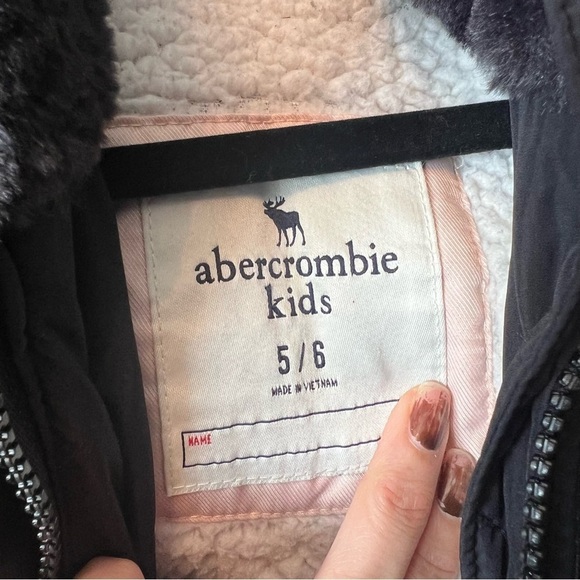 abercrombie
kids
5/6
MADE IN VIETNAM
NAME